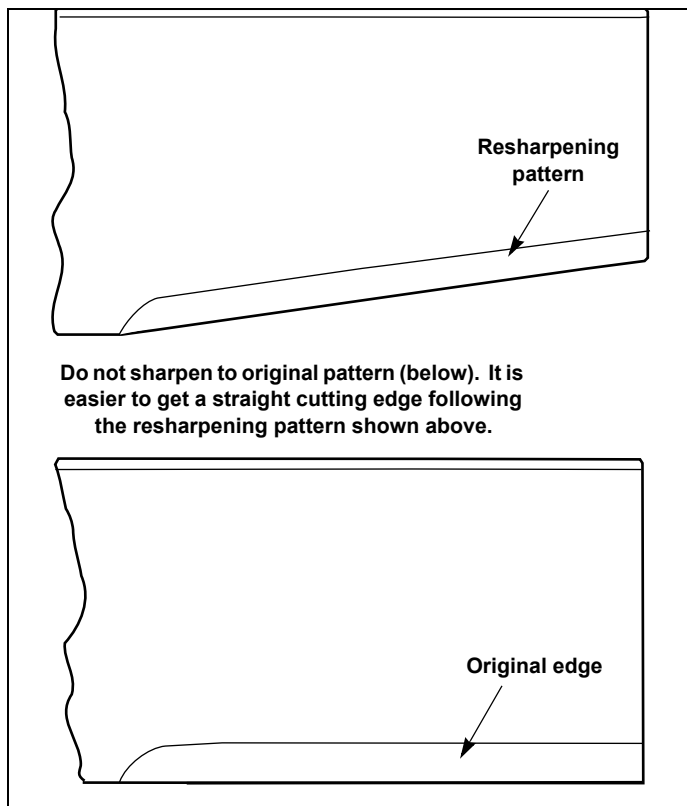 Resharpening
pattern
Do not sharpen to original pattern (below).  It is
easier to get a straight cutting edge following
the resharpening pattern shown above.
Original edge